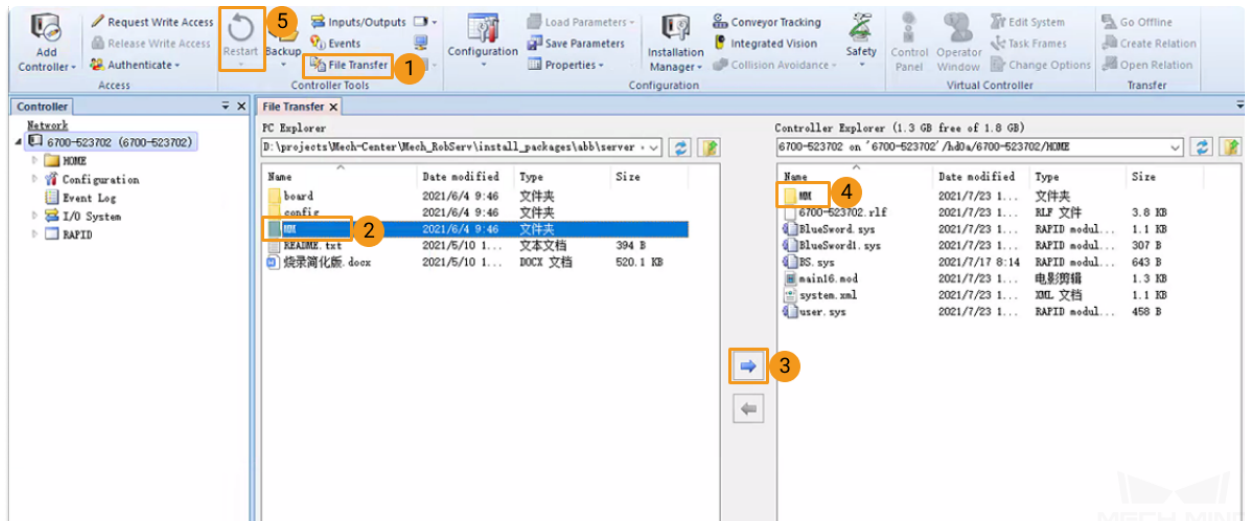 Request Write Access
Release Write Access
Authenticate
Add Controller
Access
Restart
5
Backup
Inputs/Outputs
Events
File Transfer
1
Controller Tools
Configuration
Load Parameters
Save Parameters
Properties
Installation Manager
Configuration
Conveyor Tracking
Integrated Vision
Collision Avoidance
Safety
Control Panel
Operator Window
Edit System
Task Frames
Change Options
Virtual Controller
Go Offline
Create Relation
Open Relation
Transfer
Controller
Network
6700-523702 (6700-523702)
HOME
Configuration
Event Log
I/O System
RAPID
File Transfer X
PC Explorer
D:\projects\Mech-Center\Mech_RobServ\install_packages\abb\server
Name Date modified Type Size
board 2021/6/4 9:46 文件夹
config 2021/6/4 9:46 文件夹
MM 2 2021/6/4 9:46 文件夹
README.txt 2021/5/10 1... 文本文档 394 B
烧录简化版.docx 2021/5/10 1... DOCX 文档 520.1 KB
3
Controller Explorer (1.3 GB free of 1.8 GB)
6700-523702 on '6700-523702'/hd0a/6700-523702/HOME
Name Date modified Type Size
MM 4 2021/7/23 1... 文件夹
6700-523702.rlf 2021/7/23 1... RLF 文件 3.8 KB
BlueSword.sys 2021/7/23 1... RAPID modul... 1.1 KB
BlueSword1.sys 2021/7/23 1... RAPID modul... 307 B
BS.sys 2021/7/17 8:14 RAPID modul... 643 B
main16.mod 2021/7/23 1... 电影剪辑 1.3 KB
system.xml 2021/7/23 1... XML 文档 1.1 KB
user.sys 2021/7/23 1... RAPID modul... 458 B